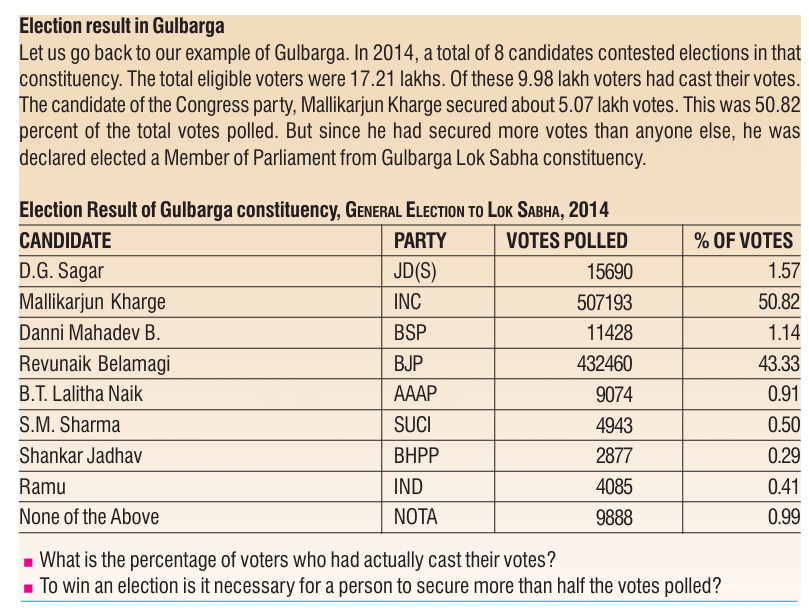 Election result in Gulbarga
Let us go back to our example of Gulbarga. In 2014, a total of 8 candidates contested elections in that
constituency. The total eligible voters were 17.21 lakhs. Of these 9.98 lakh voters had cast their votes.
The candidate of the Congress party, Mallikarjun Kharge secured about 5.07 lakh votes. This was 50.82
percent of the total votes polled. But since he had secured more votes than anyone else, he was
declared elected a Member of Parliament from Gulbarga Lok Sabha constituency.
Election Result of Gulbarga constituency, General Election to Lok Sabha, 2014
CANDIDATE PARTY VOTES POLLED % OF VOTES
D.G. Sagar JD(S) 15690 1.57
Mallikarjun Kharge INC 507193 50.82
Danni Mahadev B. BSP 11428 1.14
Revunaik Belamagi BJP 432460 43.33
B.T. Lalitha Naik AAAP 9074 0.91
S.M. Sharma SUCI 4943 0.50
Shankar Jadhav BHPP 2877 0.29
Ramu IND 4085 0.41
None of the Above NOTA 9888 0.99
■ What is the percentage of voters who had actually cast their votes?
■ To win an election is it necessary for a person to secure more than half the votes polled?